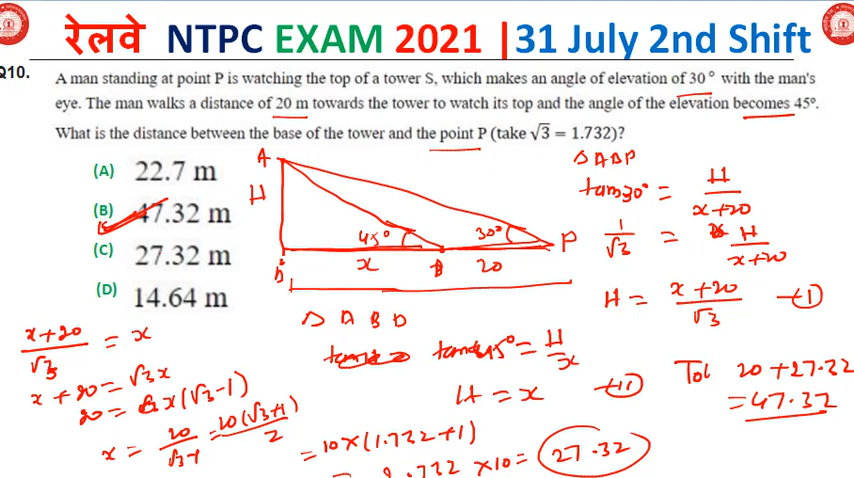 रेलवे NTPC EXAM 2021 | 31 July 2nd Shift
Q10.
A man standing at point P is watching the top of a tower S, which makes an angle of elevation of 30° with the man's
eye. The man walks a distance of 20 m towards the tower to watch its top and the angle of the elevation becomes 45°.
What is the distance between the base of the tower and the point P (take √3 = 1.732)?
(A) 22.7 m
(B) 47.32 m
(C) 27.32 m
(D) 14.64 m
A
H
45°
30°
P
x
20
△ABP
tan30° = H/(x+20)
1/√3 = H/(x+20)
H = (x+20)/√3 —(1)
△ABD
tan45° = H/x
H = x —(11)
(x+20)/√3 = x
x+20 = √3x
20 = x(√3-1)
x = 20/(√3-1) = 20(√3+1)/2
= 10×(1.732+1)
×10 = 27.32
20+27.32
= 47.32